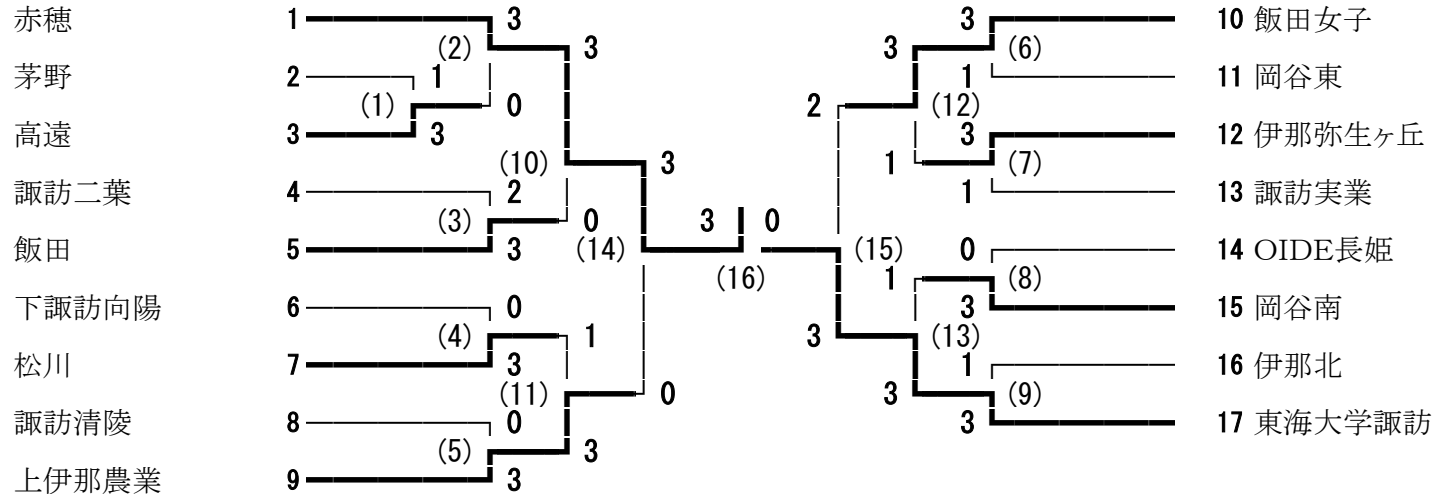 赤穂 1 3 3 10 飯田女子
(2) 3 3 (6)
茅野 2 1 1 11 岡谷東
(1) 0 2 (12)
高遠 3 3 3 12 伊那弥生ヶ丘
(10) 3 1 (7)
諏訪二葉 4 2 1 13 諏訪実業
(3) 0 3 0
飯田 5 3 (14) (15) 0 14 OIDE長姫
(16) 1 (8)
下諏訪向陽 6 0 3 15 岡谷南
(4) 1 3 (13)
松川 7 3 1 16 伊那北
(11) 0 3 (9)
諏訪清陵 8 0 3 17 東海大学諏訪
(5) 3
上伊那農業 9 3